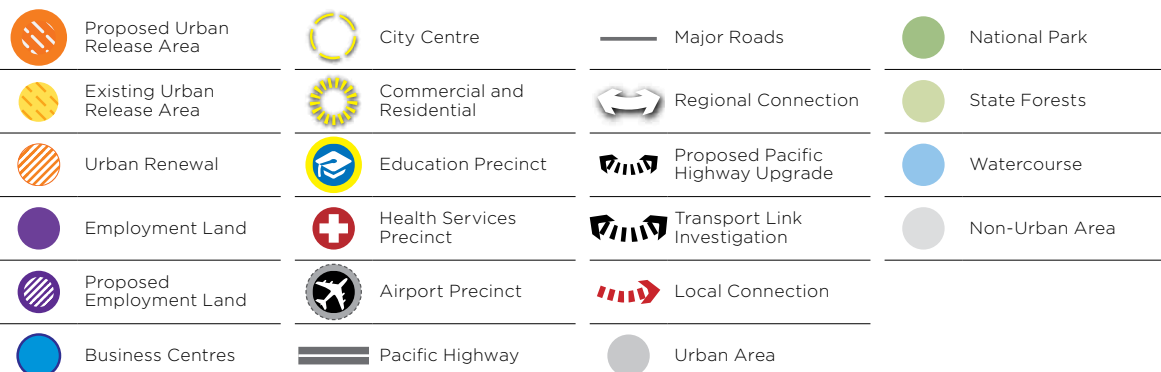 Proposed Urban
Release Area
Existing Urban
Release Area
Urban Renewal
Employment Land
Proposed
Employment Land
Business Centres
City Centre
Commercial and
Residential
Education Precinct
Health Services
Precinct
Airport Precinct
Pacific Highway
Major Roads
Regional Connection
Proposed Pacific
Highway Upgrade
Transport Link
Investigation
Local Connection
Urban Area
National Park
State Forests
Watercourse
Non-Urban Area